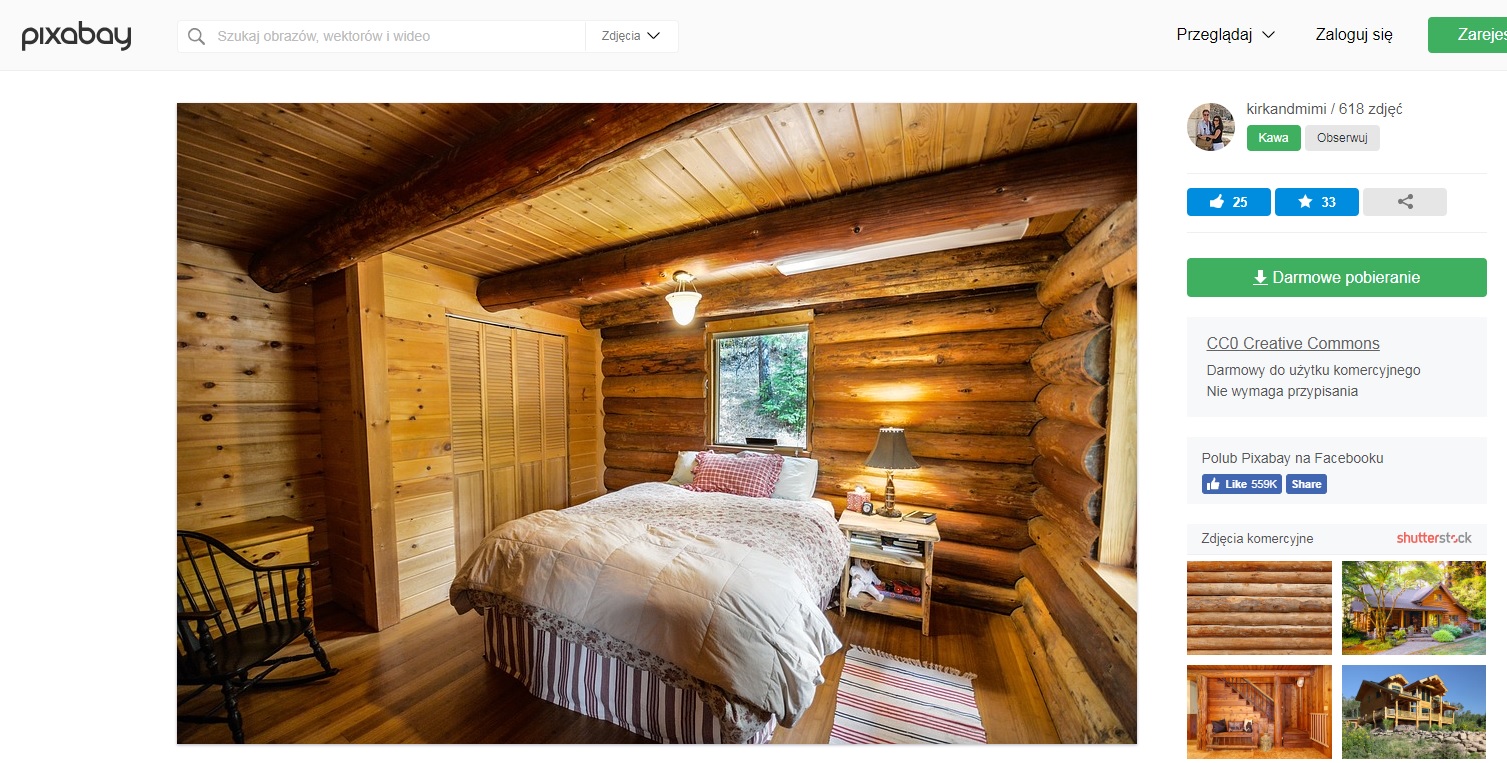 pixabay
Szukaj obrazów, wektorów i wideo
Zdjęcia
Przeglądaj
Zaloguj się
Zarejes
kirkandmimi / 618 zdjęć
Kawa
Obserwuj
25
33
Darmowe pobieranie
CC0 Creative Commons
Darmowy do użytku komercyjnego
Nie wymaga przypisania
Polub Pixabay na Facebooku
Like 559K
Share
Zdjęcia komercyjne
shutterstock